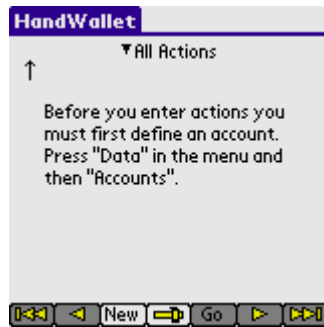 HandWallet
▼All Actions
↑
Before you enter actions you
must first define an account.
Press "Data" in the menu and
then "Accounts".
New Go